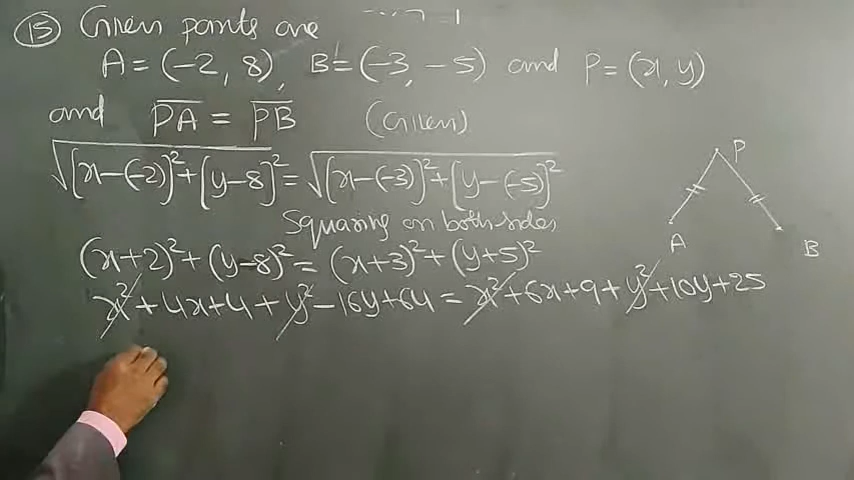 15 Given points are
A = (-2, 8), B = (-3, -5) and P = (x, y)
and PA = PB (Given)
√[x-(-2)]²+[y-8]² = √[x-(-3)]²+[y-(-5)]²
Squaring on both sides
(x+2)²+(y-8)² = (x+3)²+(y+5)²
x²+4x+4+y²-16y+64 = x²+6x+9+y²+10y+25
P
A
B